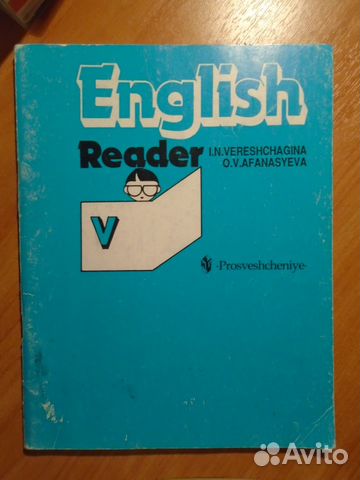 English
Reader
I.N.VERESHCHAGINA
O.V.AFANASYEVA
V
·Prosveshcheniye·
Avito